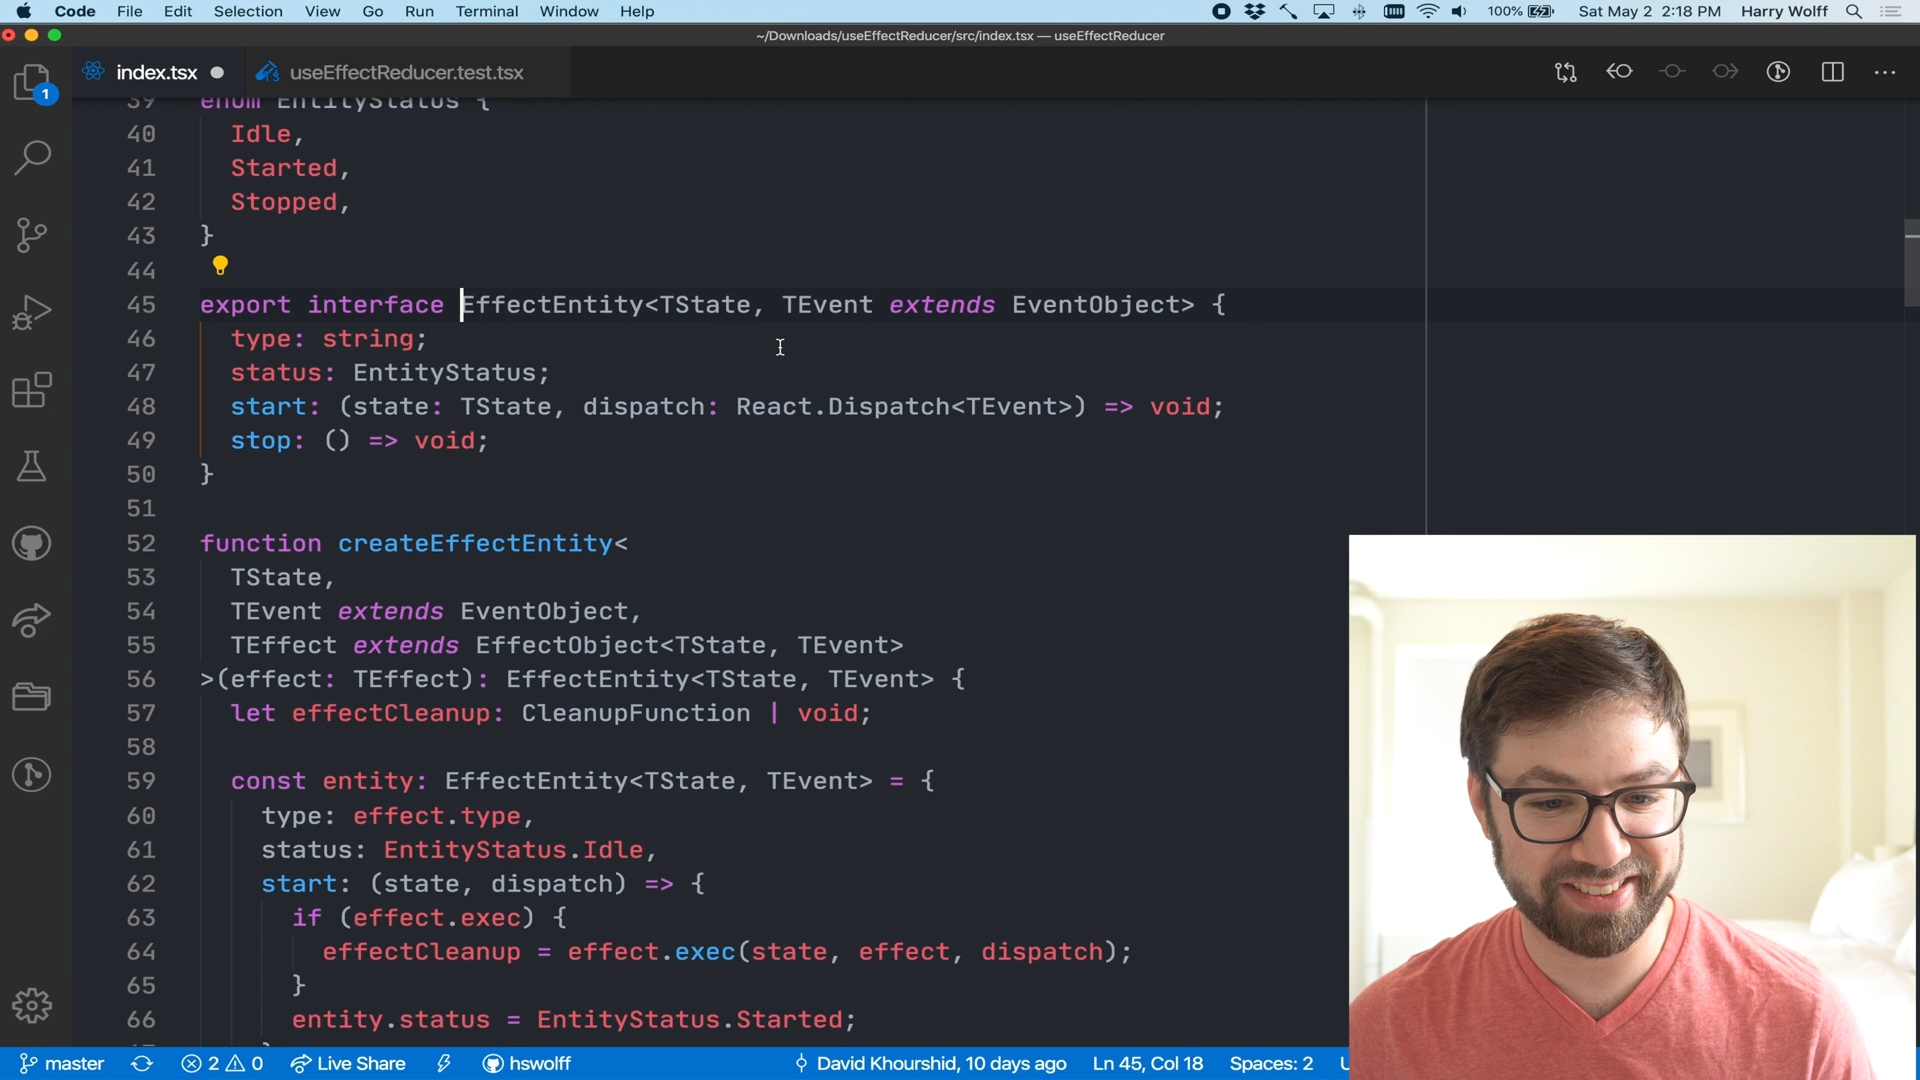 Code File Edit Selection View Go Run Terminal Window Help 100% Sat May 2 2:18 PM Harry Wolff
~/Downloads/useEffectReducer/src/index.tsx — useEffectReducer
index.tsx useEffectReducer.test.tsx
1
39 enum EntityStatus {
40 Idle,
41 Started,
42 Stopped,
43 }
44
45 export interface EffectEntity<TState, TEvent extends EventObject> {
46 type: string;
47 status: EntityStatus;
48 start: (state: TState, dispatch: React.Dispatch<TEvent>) => void;
49 stop: () => void;
50 }
51
52 function createEffectEntity<
53 TState,
54 TEvent extends EventObject,
55 TEffect extends EffectObject<TState, TEvent>
56 >(effect: TEffect): EffectEntity<TState, TEvent> {
57 let effectCleanup: CleanupFunction | void;
58
59 const entity: EffectEntity<TState, TEvent> = {
60 type: effect.type,
61 status: EntityStatus.Idle,
62 start: (state, dispatch) => {
63 if (effect.exec) {
64 effectCleanup = effect.exec(state, effect, dispatch);
65 }
66 entity.status = EntityStatus.Started;
master 2 0 Live Share hswolff David Khourshid, 10 days ago Ln 45, Col 18 Spaces: 2